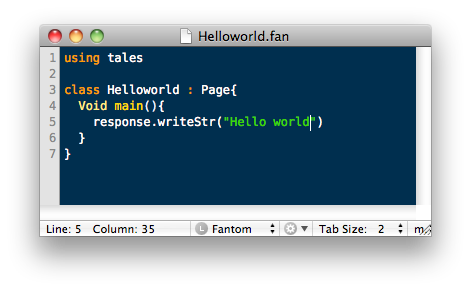 Helloworld.fan
1 using tales
2
3 class Helloworld : Page{
4   Void main(){
5     response.writeStr("Hello world")
6   }
7 }
Line: 5 Column: 35 L Fantom Tab Size: 2